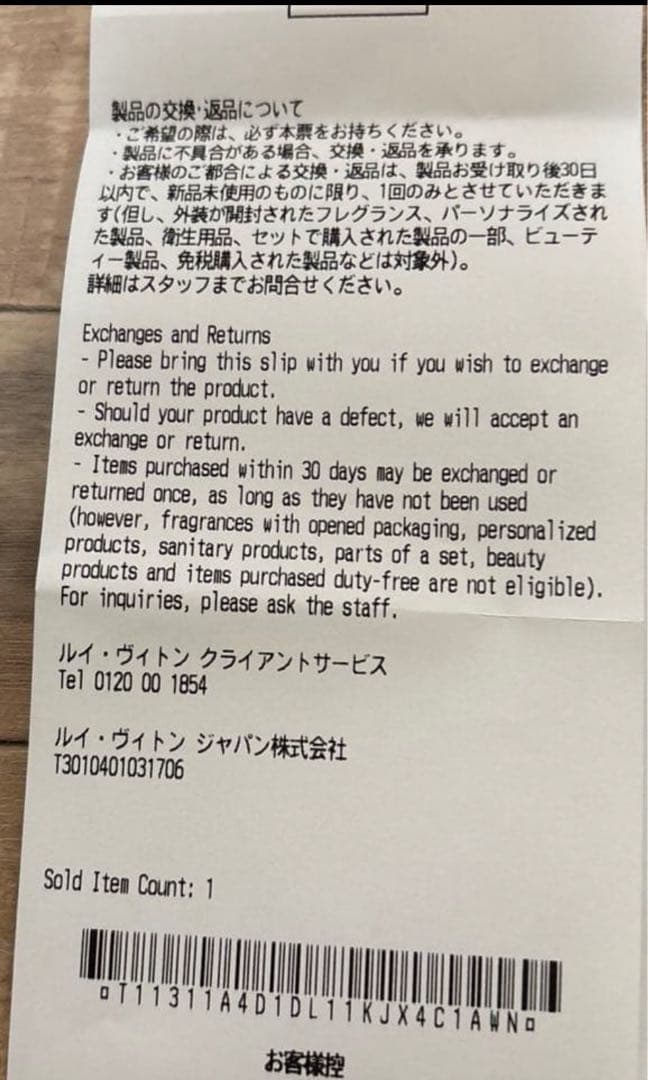 製品の交換・返品について
・ご希望の際は、必ず本票をお持ちください。
・製品に不具合がある場合、交換・返品を承ります。
・お客様のご都合による交換・返品は、製品お受け取り後30日
以内で、新品未使用のものに限り、1回のみとさせていただきま
す(但し、外装が開封されたフレグランス、パーソナライズされ
た製品、衛生用品、セットで購入された製品の一部、ビューテ
ィー製品、免税購入された製品などは対象外)。
詳細はスタッフまでお問合せください。
Exchanges and Returns
- Please bring this slip with you if you wish to exchange
or return the product.
- Should your product have a defect, we will accept an
exchange or return.
- Items purchased within 30 days may be exchanged or
returned once, as long as they have not been used
(however, fragrances with opened packaging, personalized
products, sanitary products, parts of a set, beauty
products and items purchased duty-free are not eligible).
For inquiries, please ask the staff.
ルイ・ヴィトン クライアントサービス
Tel 0120 00 1854
ルイ・ヴィトン ジャパン株式会社
T3010401031706
Sold Item Count: 1
¤T11311A4D1DL11KJX4C1AWN¤
お客様控